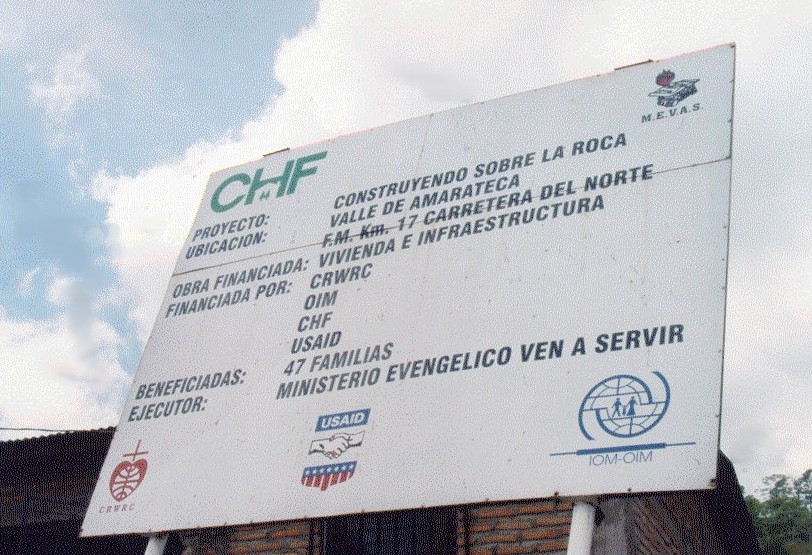 CHF
M.E.V.A.S.
PROYECTO: CONSTRUYENDO SOBRE LA ROCA
UBICACION: VALLE DE AMARATECA
F.M. Km. 17 CARRETERA DEL NORTE
OBRA FINANCIADA: VIVIENDA E INFRAESTRUCTURA
FINANCIADA POR: CRWRC
OIM
CHF
USAID
BENEFICIADAS: 47 FAMILIAS
EJECUTOR: MINISTERIO EVENGELICO VEN A SERVIR
CRWRC
USAID
IOM-OIM